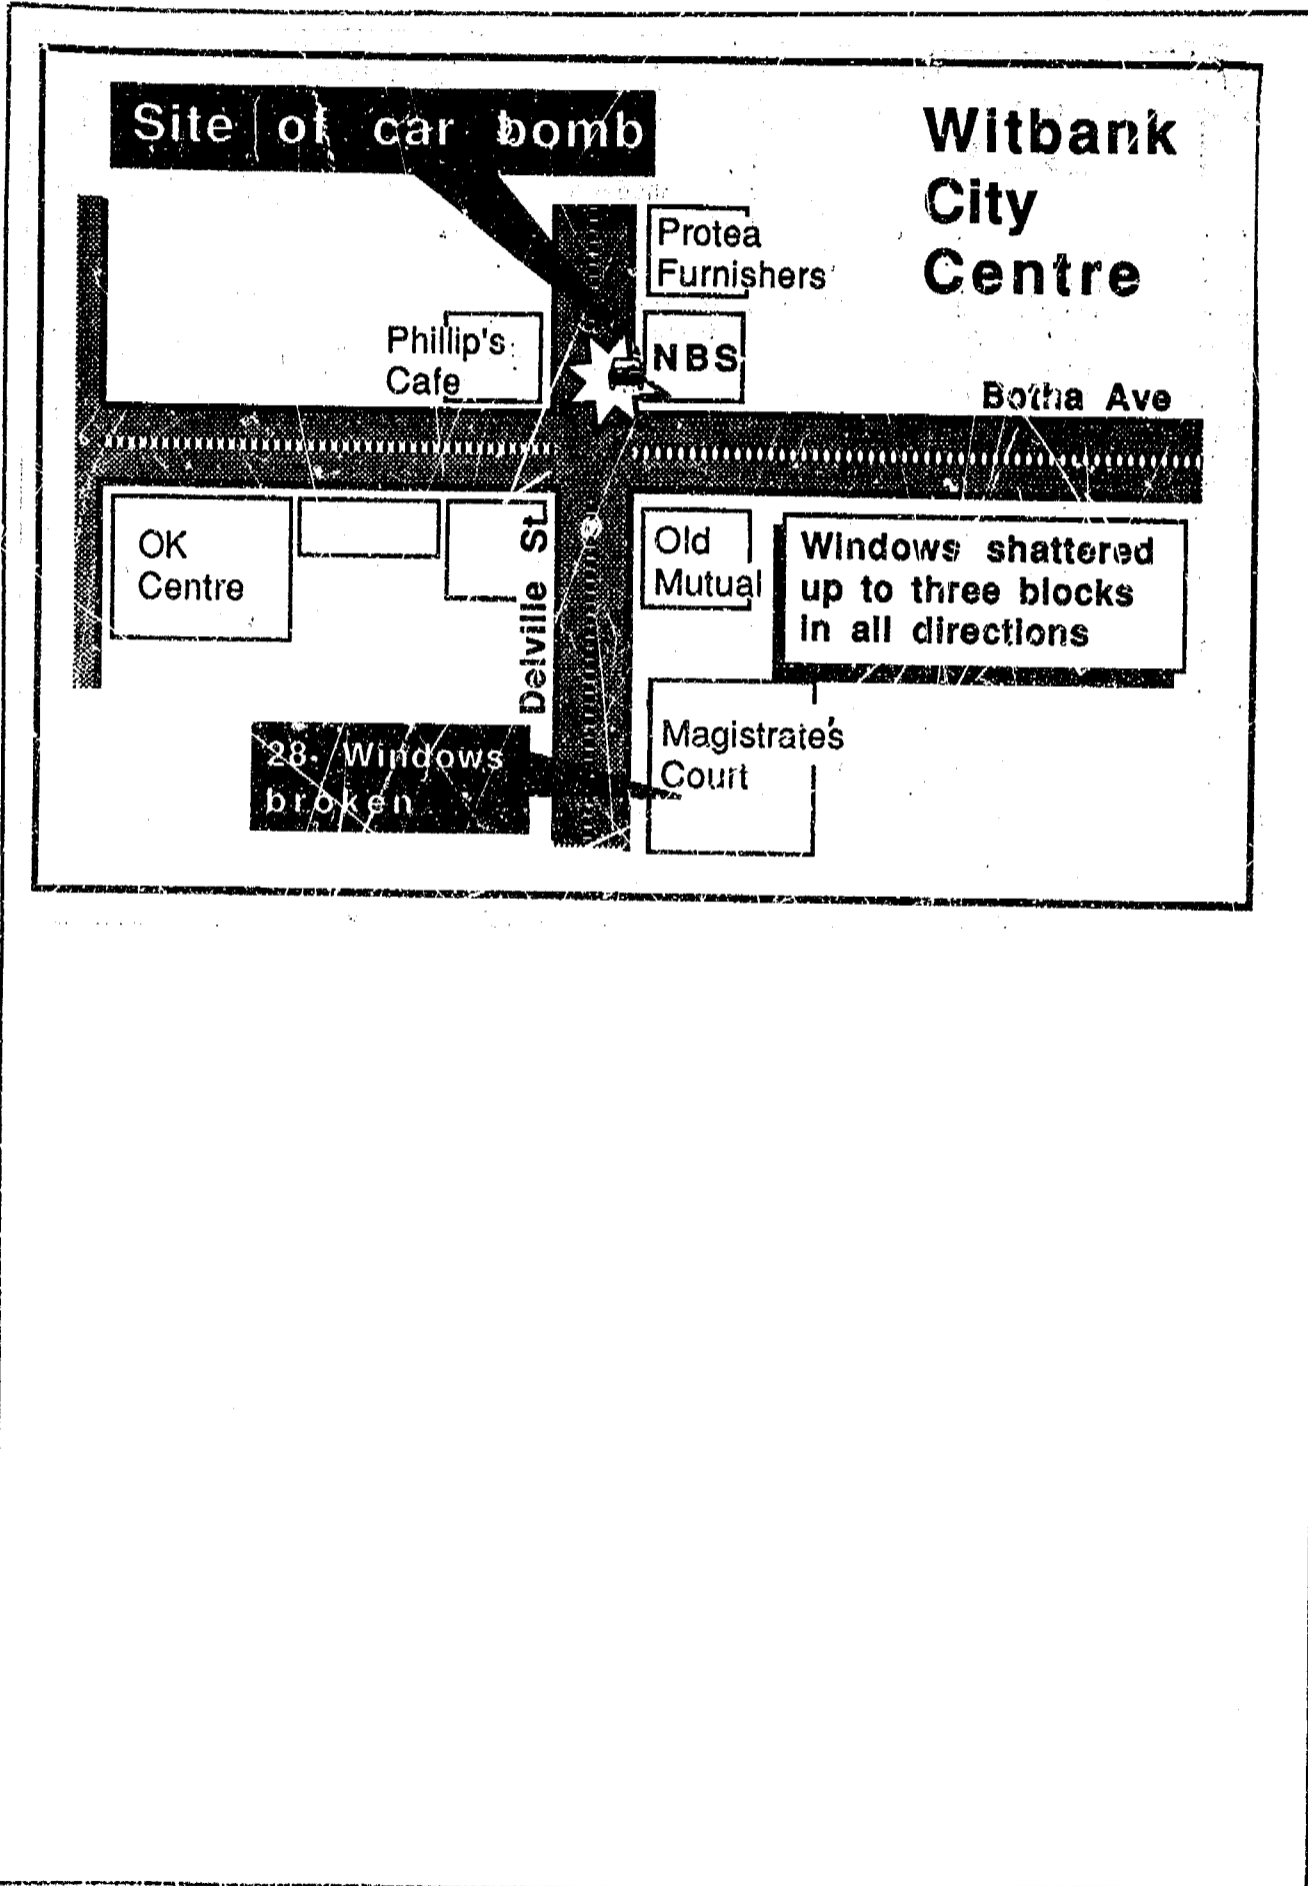 Site of car bomb
Witbank
City
Centre
Protea
Furnishers
Phillip's
Cafe
NBS
Botha Ave
OK
Centre
Delville St.
Old
Mutual
Windows shattered
up to three blocks
in all directions
28. Windows
broken
Magistrate's
Court